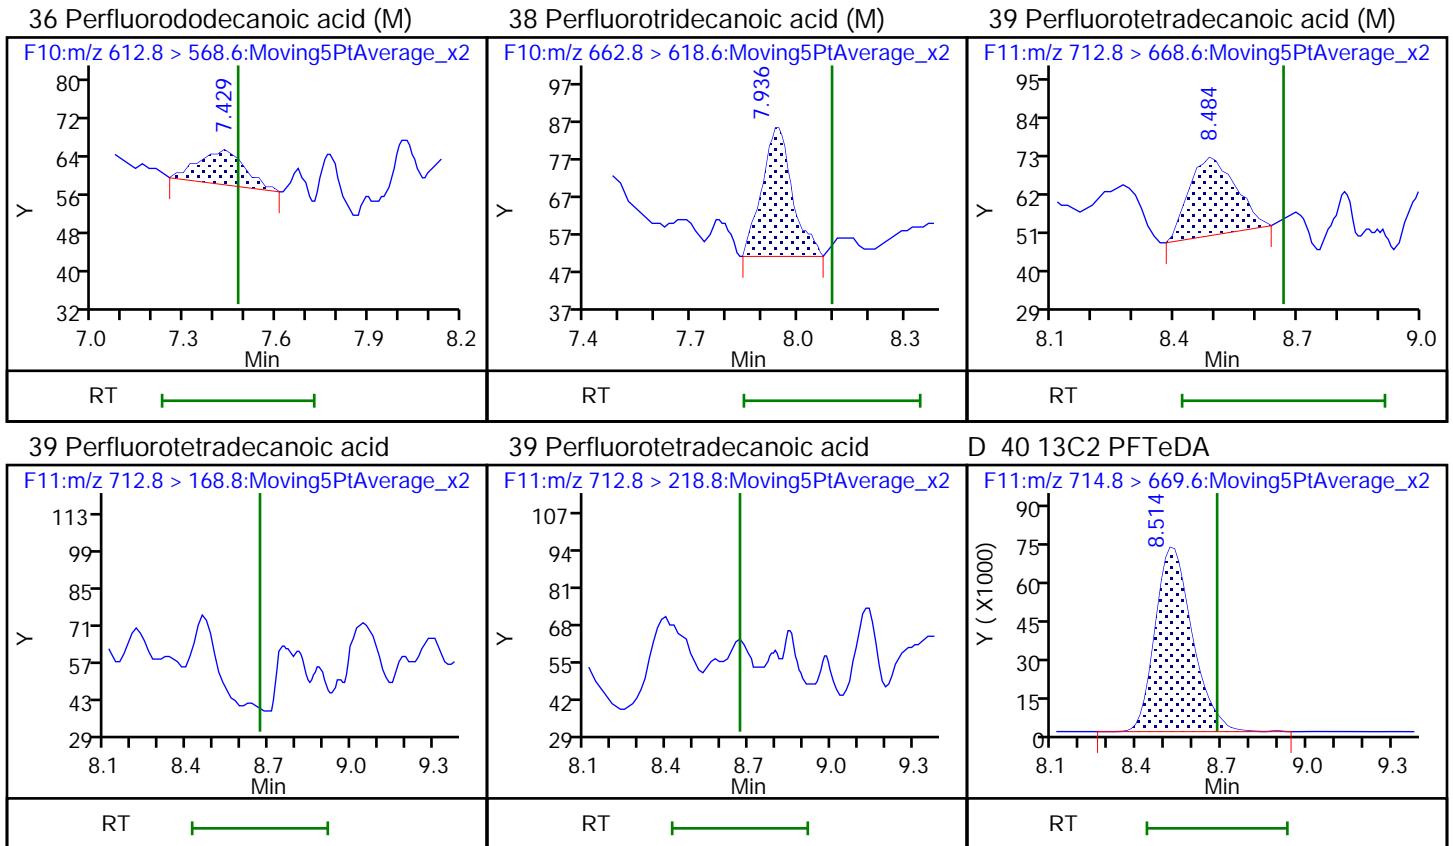 36 Perfluorododecanoic acid (M)
F10:m/z 612.8 > 568.6:Moving5PtAverage_x2
7.429
80
72
64
56
48
40
32
Y
7.0 7.3 7.6 7.9 8.2
Min
RT
38 Perfluorotridecanoic acid (M)
F10:m/z 662.8 > 618.6:Moving5PtAverage_x2
7.936
97
87
77
67
57
47
37
Y
7.4 7.7 8.0 8.3
Min
RT
39 Perfluorotetradecanoic acid (M)
F11:m/z 712.8 > 668.6:Moving5PtAverage_x2
8.484
95
84
73
62
51
40
29
Y
8.1 8.4 8.7 9.0
Min
RT
39 Perfluorotetradecanoic acid
F11:m/z 712.8 > 168.8:Moving5PtAverage_x2
113
99
85
71
57
43
29
Y
8.1 8.4 8.7 9.0 9.3
Min
RT
39 Perfluorotetradecanoic acid
F11:m/z 712.8 > 218.8:Moving5PtAverage_x2
107
94
81
68
55
42
29
Y
8.1 8.4 8.7 9.0 9.3
Min
RT
D 40 13C2 PFTeDA
F11:m/z 714.8 > 669.6:Moving5PtAverage_x2
8.514
90
75
60
45
30
15
0
Y ( X1000)
8.1 8.4 8.7 9.0 9.3
Min
RT